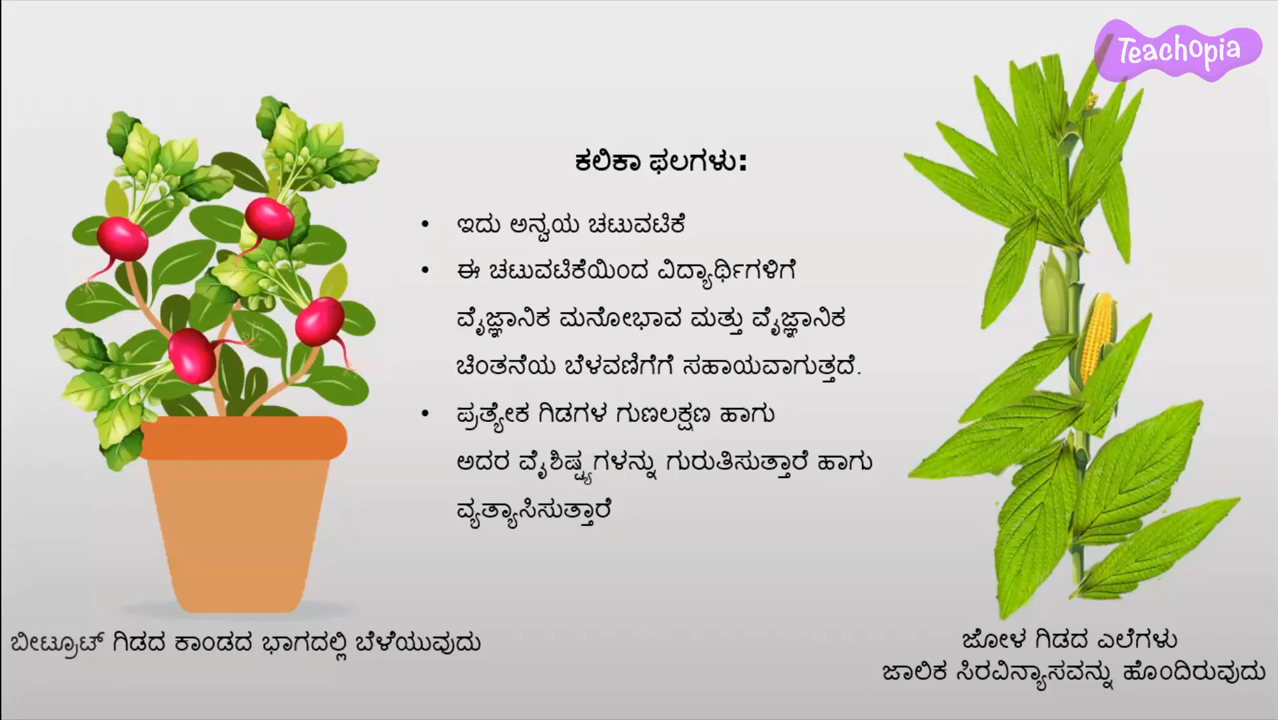 Teachopia
ಕಲಿಕಾ ಫಲಗಳು:
• ಇದು ಅನ್ವಯ ಚಟುವಟಿಕೆ
• ಈ ಚಟುವಟಿಕೆಯಿಂದ ವಿದ್ಯಾರ್ಥಿಗಳಿಗೆ
ವೈಜ್ಞಾನಿಕ ಮನೋಭಾವ ಮತ್ತು ವೈಜ್ಞಾನಿಕ
ಚಿಂತನೆಯ ಬೆಳವಣಿಗೆಗೆ ಸಹಾಯವಾಗುತ್ತದೆ.
• ಪ್ರತ್ಯೇಕ ಗಿಡಗಳ ಗುಣಲಕ್ಷಣ ಹಾಗು
ಅದರ ವೈಶಿಷ್ಟ್ಯಗಳನ್ನು ಗುರುತಿಸುತ್ತಾರೆ ಹಾಗು
ವ್ಯತ್ಯಾಸಿಸುತ್ತಾರೆ
ಬೀಟ್ರೂಟ್ ಗಿಡದ ಕಾಂಡದ ಭಾಗದಲ್ಲಿ ಬೆಳೆಯುವುದು
ಜೋಳ ಗಿಡದ ಎಲೆಗಳು
ಜಾಲಿಕ ಸಿರವಿನ್ಯಾಸವನ್ನು ಹೊಂದಿರುವುದು